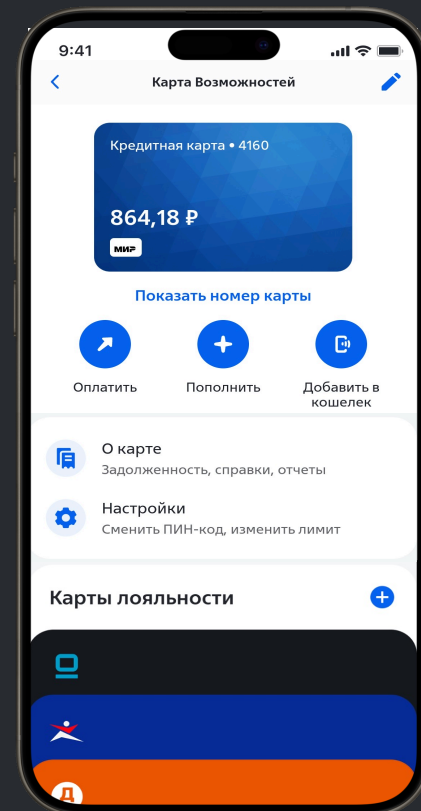 9:41
Карта Возможностей
Кредитная карта • 4160
864,18 ₽
МИР
Показать номер карты
Оплатить
Пополнить
Добавить в
кошелек
О карте
Задолженность, справки, отчеты
Настройки
Сменить ПИН-код, изменить лимит
Карты лояльности
Д